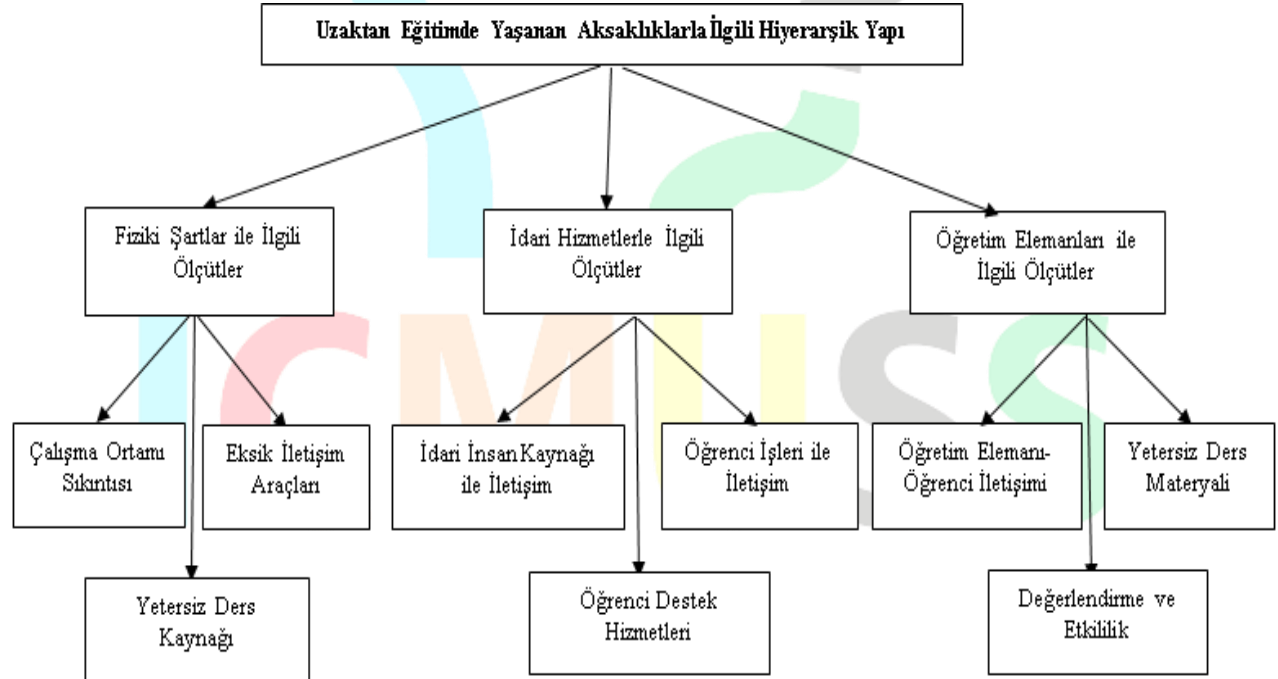 Uzaktan Eğitimde Yaşanan Aksaklıklarla İlgili Hiyerarşik Yapı
Fiziki Şartlar ile İlgili
Ölçütler
İdari Hizmetlerle İlgili
Ölçütler
Öğretim Elemanları ile
İlgili Ölçütler
Çalışma Ortamı
Sıkıntısı
Eksik İletişim
Araçları
İdari İnsan Kaynağı
ile İletişim
Öğrenci İşleri ile
İletişim
Öğretim Elemanı-
Öğrenci İletişimi
Yetersiz Ders
Materyali
Yetersiz Ders
Kaynağı
Öğrenci Destek
Hizmetleri
Değerlendirme ve
Etkililik
ICMUSS